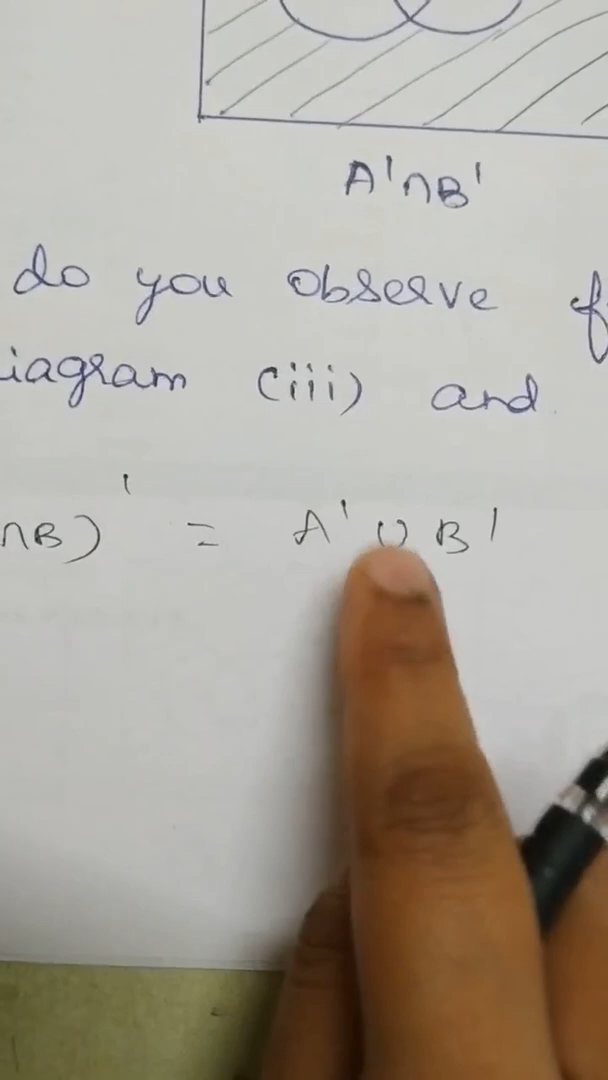 A'∩B'
do you observe
iagram (iii) and
∩B)' = A' ∪ B'